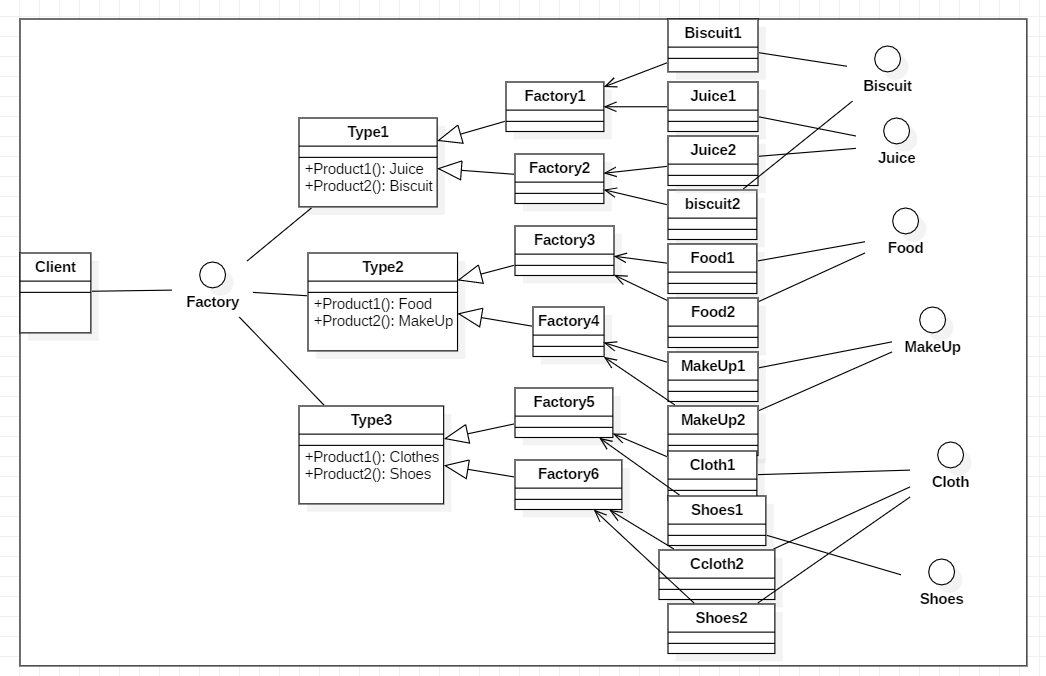 Biscuit1
Biscuit
Factory1
Juice1
Type1
Juice
+Product1(): Juice
+Product2(): Biscuit
Factory2
Juice2
biscuit2
Factory3
Food
Client
Factory
Type2
+Product1(): Food
+Product2(): MakeUp
Food1
Food2
Factory4
MakeUp
MakeUp1
Type3
+Product1(): Clothes
+Product2(): Shoes
Factory5
MakeUp2
Factory6
Cloth1
Cloth
Shoes1
Ccloth2
Shoes
Shoes2